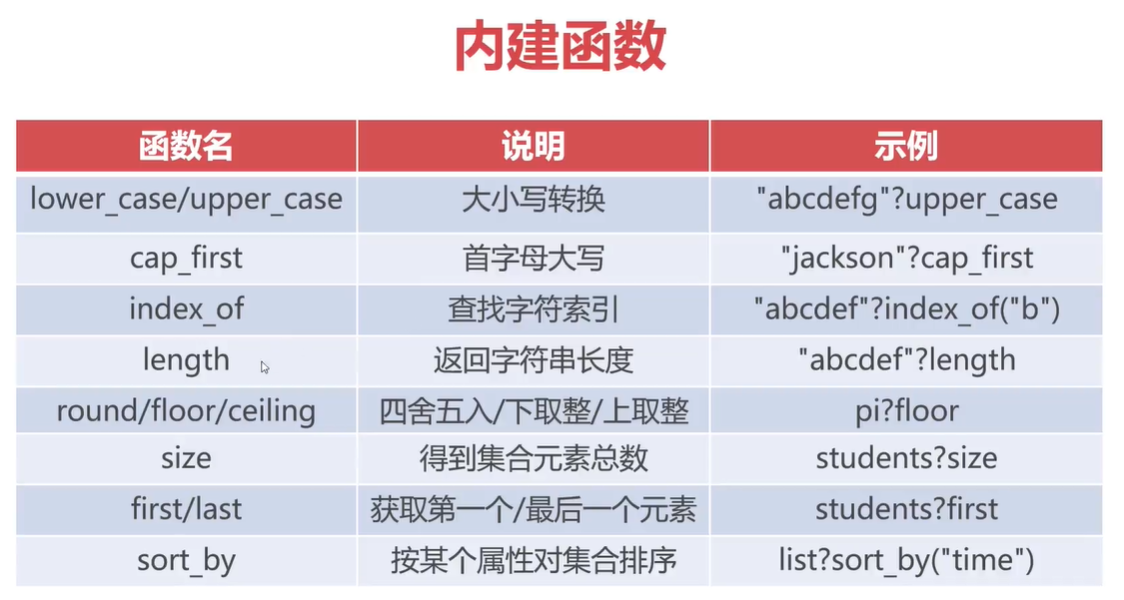 内建函数
函数名 说明 示例
lower_case/upper_case 大小写转换 "abcdefg"?upper_case
cap_first 首字母大写 "jackson"?cap_first
index_of 查找字符索引 "abcdef"?index_of("b")
length 返回字符串长度 "abcdef"?length
round/floor/ceiling 四舍五入/下取整/上取整 pi?floor
size 得到集合元素总数 students?size
first/last 获取第一个/最后一个元素 students?first
sort_by 按某个属性对集合排序 list?sort_by("time")